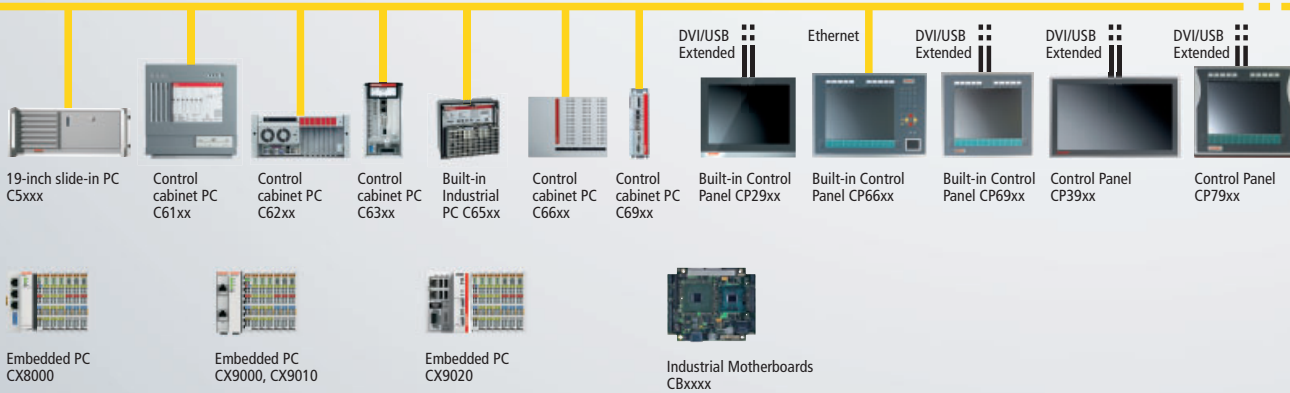 DVI/USB
Extended
Ethernet
DVI/USB
Extended
DVI/USB
Extended
DVI/USB
Extended
19-inch slide-in PC
C5xxx
Control
cabinet PC
C61xx
Control
cabinet PC
C62xx
Control
cabinet PC
C63xx
Built-in
Industrial
PC C65xx
Control
cabinet PC
C66xx
Control
cabinet PC
C69xx
Built-in Control
Panel CP29xx
Built-in Control
Panel CP66xx
Built-in Control
Panel CP69xx
Control Panel
CP39xx
Control Panel
CP79xx
Embedded PC
CX8000
Embedded PC
CX9000, CX9010
Embedded PC
CX9020
Industrial Motherboards
CBxxxx